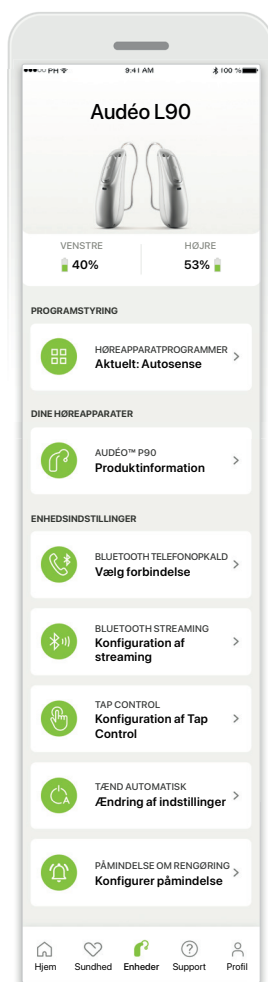 PH 9:41 AM 100 %
Audéo L90
VENSTRE HØJRE
40% 53%
PROGRAMSTYRING
HØREAPPARATPROGRAMMER
Aktuelt: Autosense
DINE HØREAPPARATER
AUDÉO™ P90
Produktinformation
ENHEDSINDSTILLINGER
BLUETOOTH TELEFONOPKALD
Vælg forbindelse
BLUETOOTH STREAMING
Konfiguration af
streaming
TAP CONTROL
Konfiguration af Tap
Control
TÆND AUTOMATISK
Ændring af indstillinger
PÅMINDELSE OM RENGØRING
Konfigurer påmindelse
Hjem Sundhed Enheder Support Profil